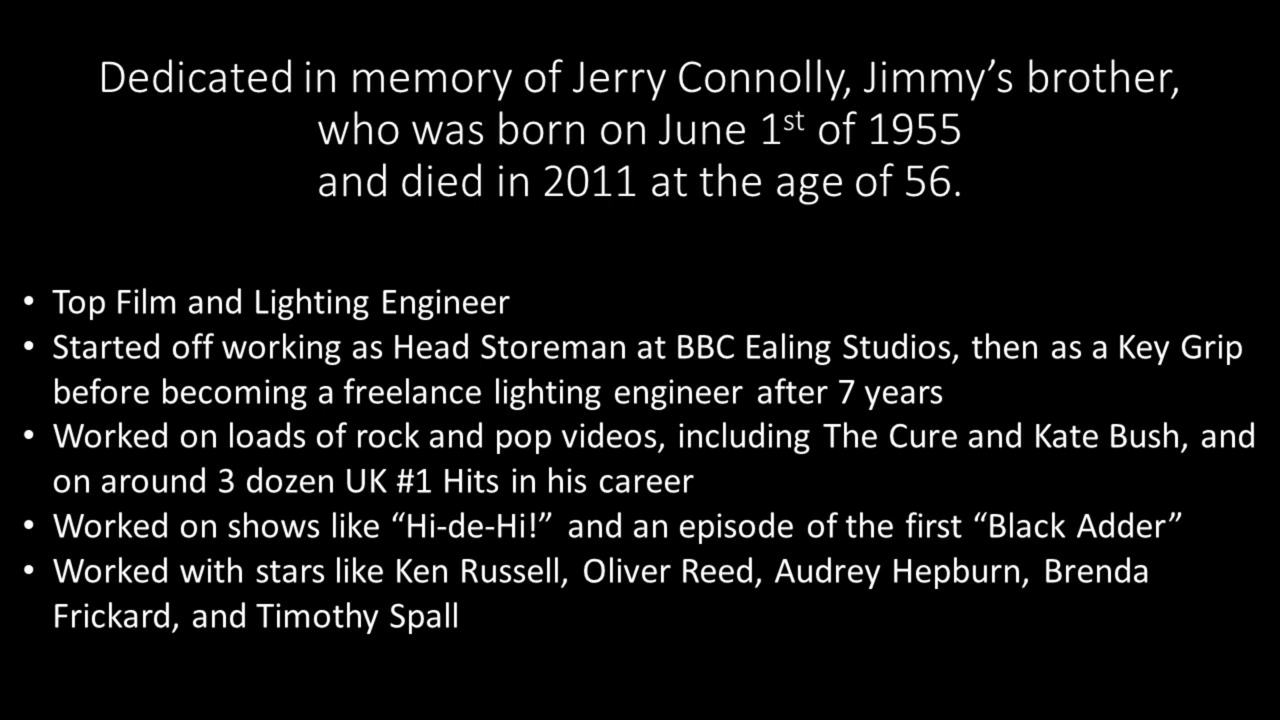 Dedicated in memory of Jerry Connolly, Jimmy’s brother,
who was born on June 1st of 1955
and died in 2011 at the age of 56.
• Top Film and Lighting Engineer
• Started off working as Head Storeman at BBC Ealing Studios, then as a Key Grip
before becoming a freelance lighting engineer after 7 years
• Worked on loads of rock and pop videos, including The Cure and Kate Bush, and
on around 3 dozen UK #1 Hits in his career
• Worked on shows like “Hi-de-Hi!” and an episode of the first “Black Adder”
• Worked with stars like Ken Russell, Oliver Reed, Audrey Hepburn, Brenda
Frickard, and Timothy Spall